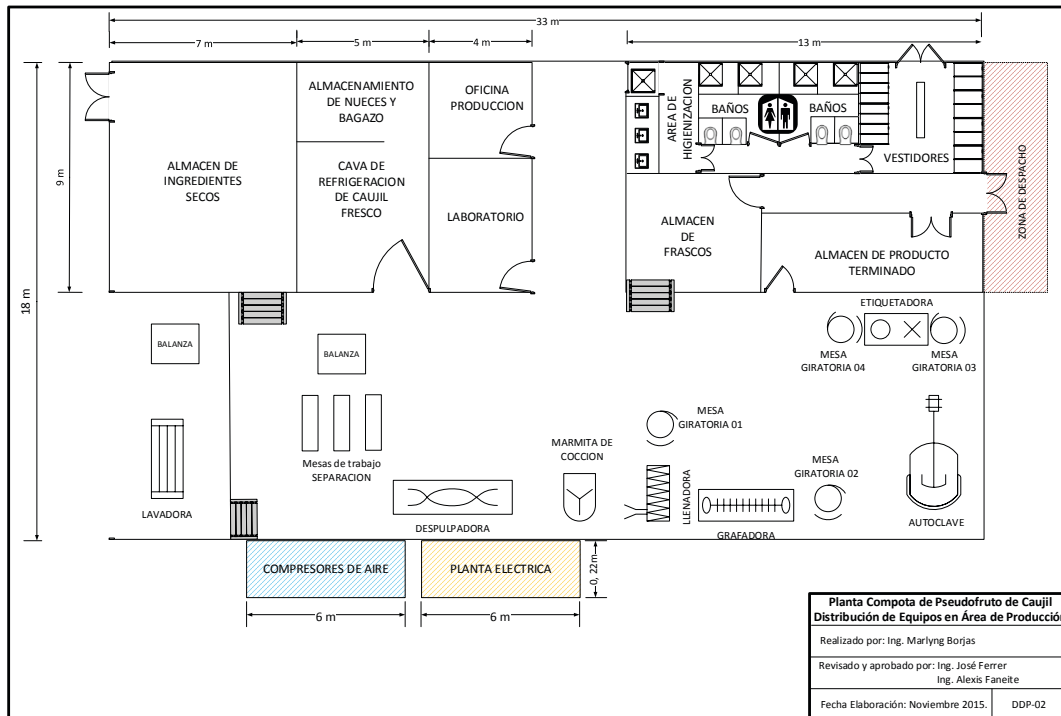 33 m
7 m
5 m
4 m
13 m
18 m
9 m
ALMACEN DE
INGREDIENTES
SECOS
ALMACENAMIENTO
DE NUECES Y
BAGAZO
CAVA DE
REFRIGERACION
DE CAUJIL
FRESCO
OFICINA
PRODUCCION
LABORATORIO
AREA DE
HIGIENIZACION
BAÑOS
BAÑOS
VESTIDORES
ZONA DE DESPACHO
ALMACEN
DE
FRASCOS
ALMACEN DE PRODUCTO
TERMINADO
ETIQUETADORA
MESA
GIRATORIA 04
MESA
GIRATORIA 03
BALANZA
BALANZA
LAVADORA
Mesas de trabajo
SEPARACION
DESPULPADORA
MARMITA DE
COCCION
MESA
GIRATORIA 01
LLENADORA
GRAFADORA
MESA
GIRATORIA 02
AUTOCLAVE
COMPRESORES DE AIRE
PLANTA ELECTRICA
0, 22m
6 m
6 m
Planta Compota de Pseudofruto de Caujil
Distribución de Equipos en Área de Producción
Realizado por: Ing. Marlyng Borjas
Revisado y aprobado por: Ing. José Ferrer
Ing. Alexis Faneite
Fecha Elaboración: Noviembre 2015.
DDP-02